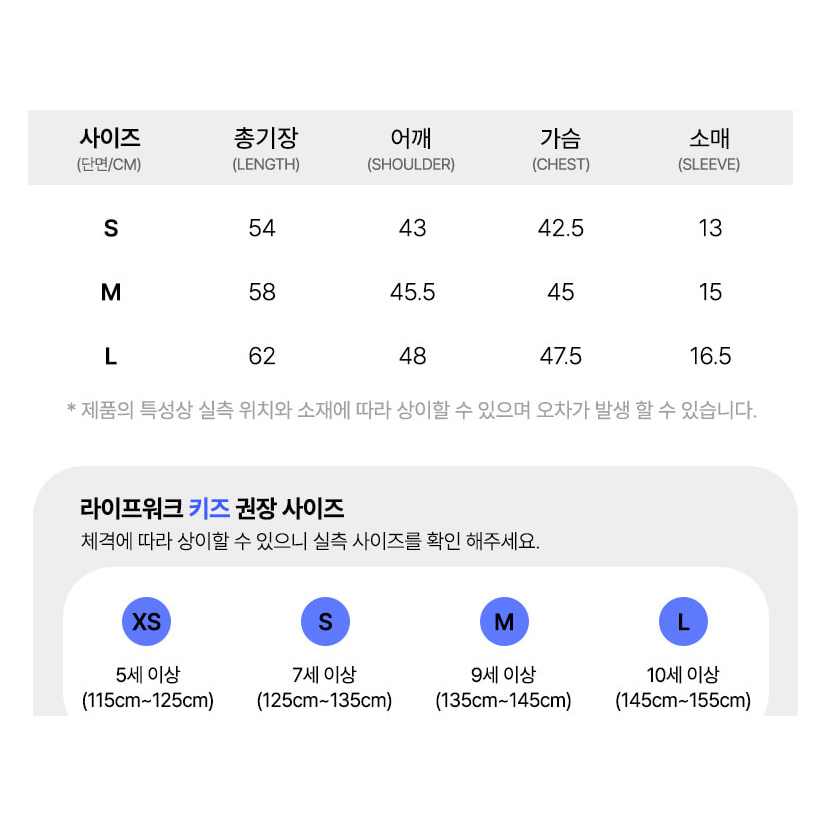 사이즈 총기장 어깨 가슴 소매
(단면/CM) (LENGTH) (SHOULDER) (CHEST) (SLEEVE)
S 54 43 42.5 13
M 58 45.5 45 15
L 62 48 47.5 16.5
* 제품의 특성상 실측 위치와 소재에 따라 상이할 수 있으며 오차가 발생 할 수 있습니다.
라이프워크 키즈 권장 사이즈
체격에 따라 상이할 수 있으니 실측 사이즈를 확인 해주세요.
XS S M L
5세 이상 7세 이상 9세 이상 10세 이상
(115cm~125cm) (125cm~135cm) (135cm~145cm) (145cm~155cm)